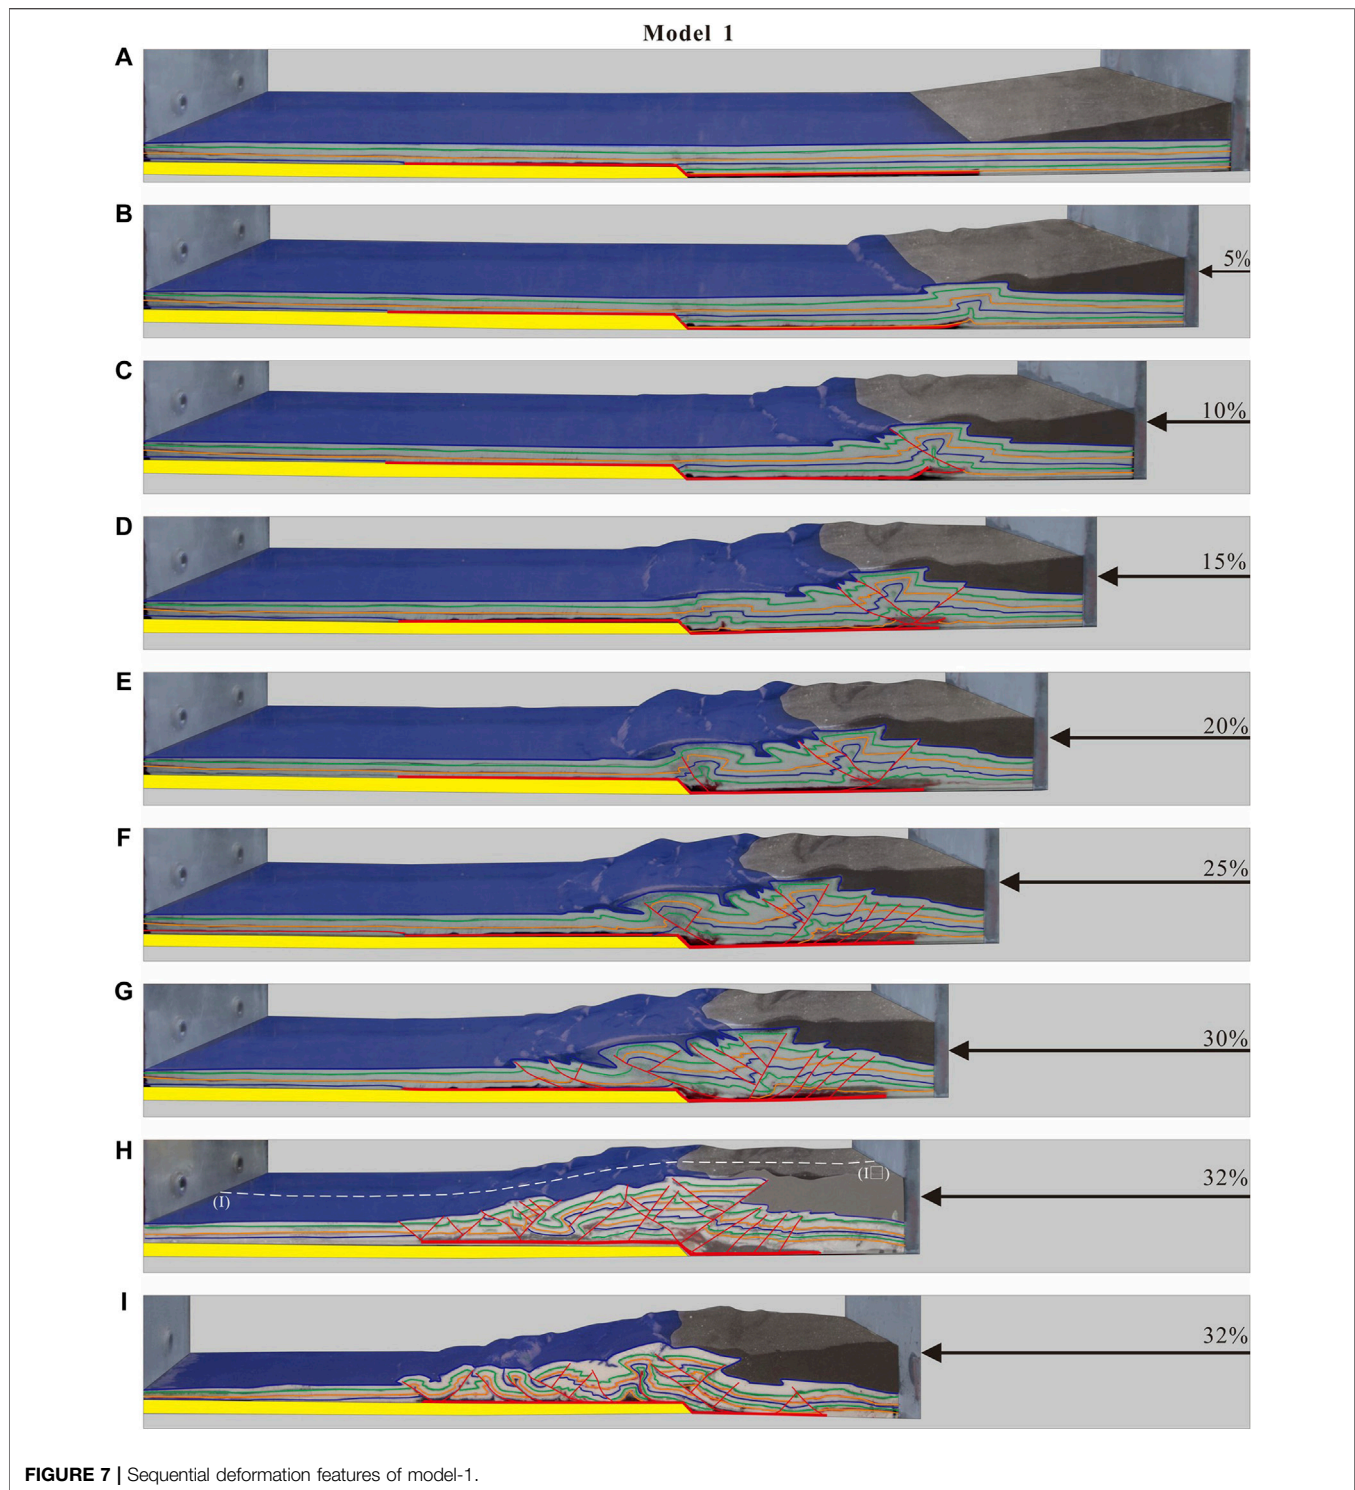 Model 1
A
B
5%
C
10%
D
15%
E
20%
F
25%
G
30%
H
32%
(I)
(I□)
I
32%
FIGURE 7 | Sequential deformation features of model-1.